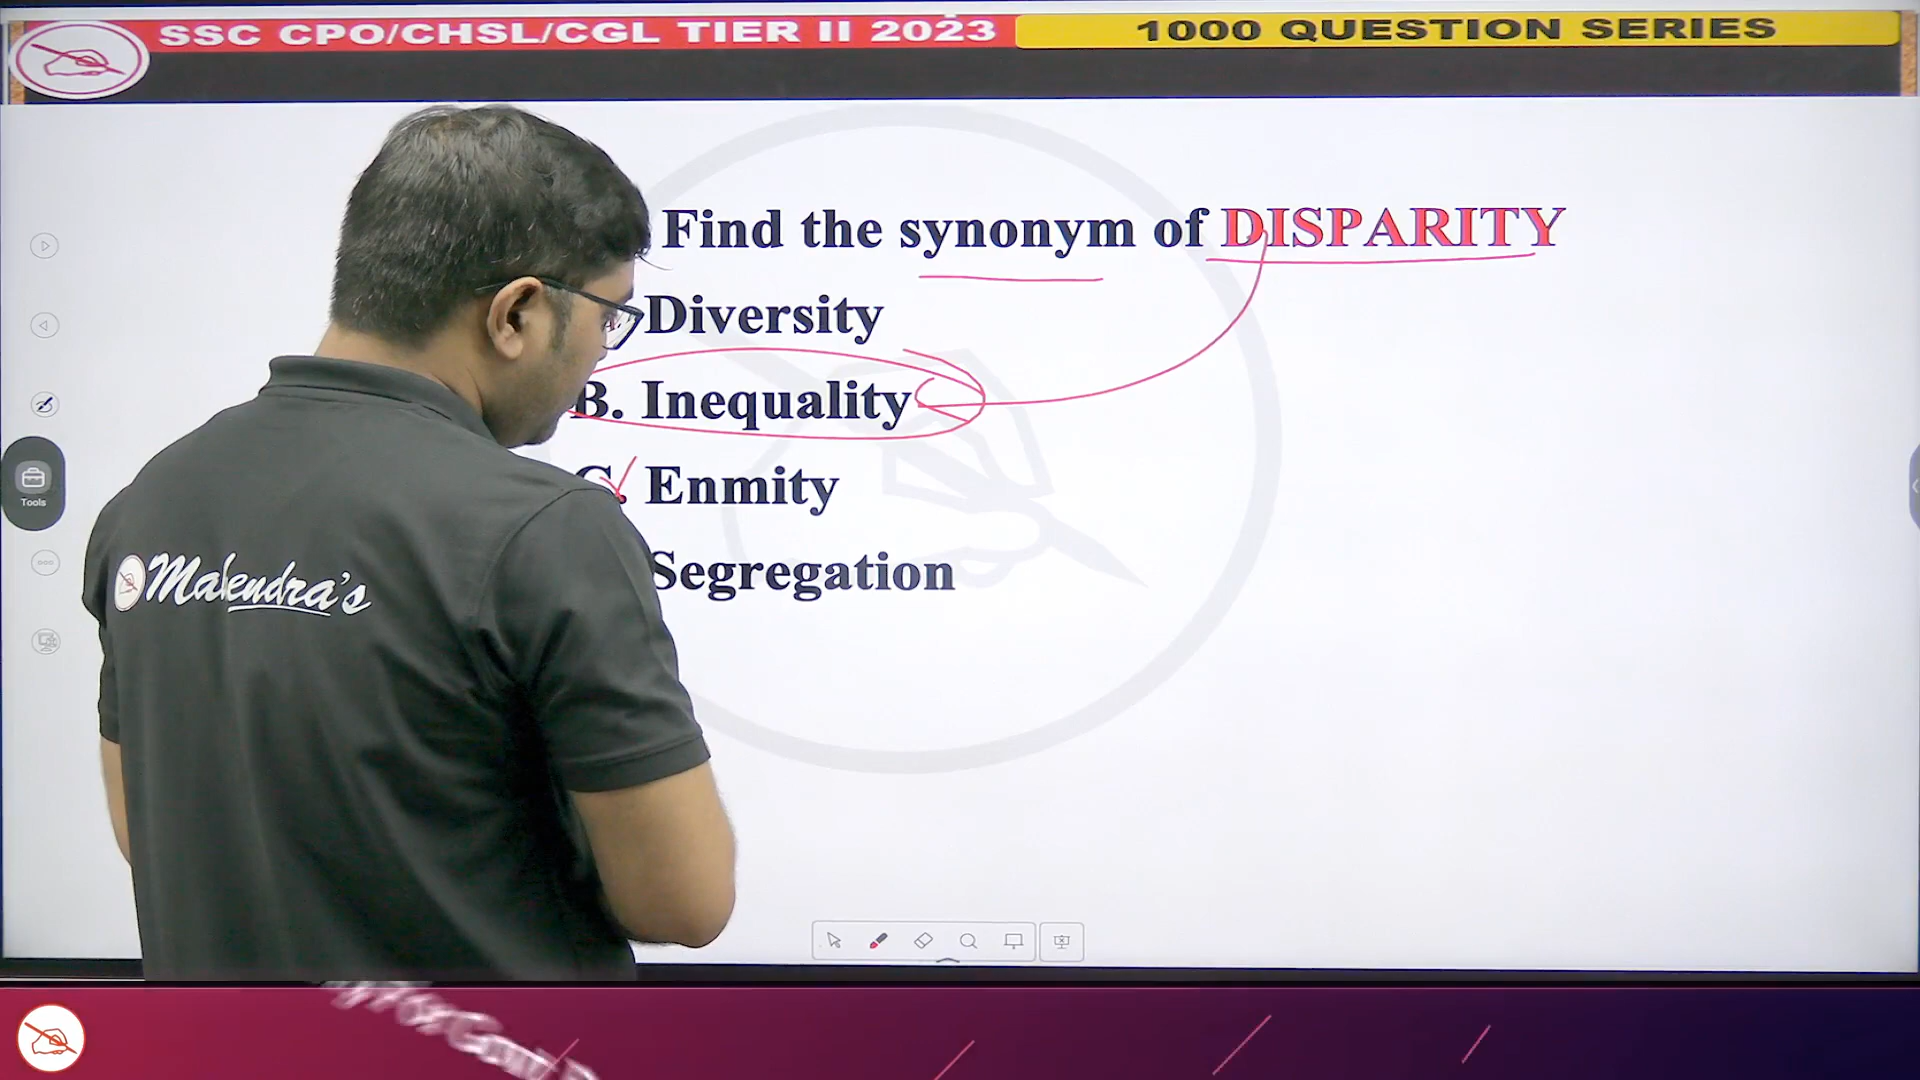 SSC CPO/CHSL/CGL TIER II 2023
1000 QUESTION SERIES
Find the synonym of DISPARITY
Diversity
B. Inequality
C. Enmity
Segregation
Tools
Mahendra's